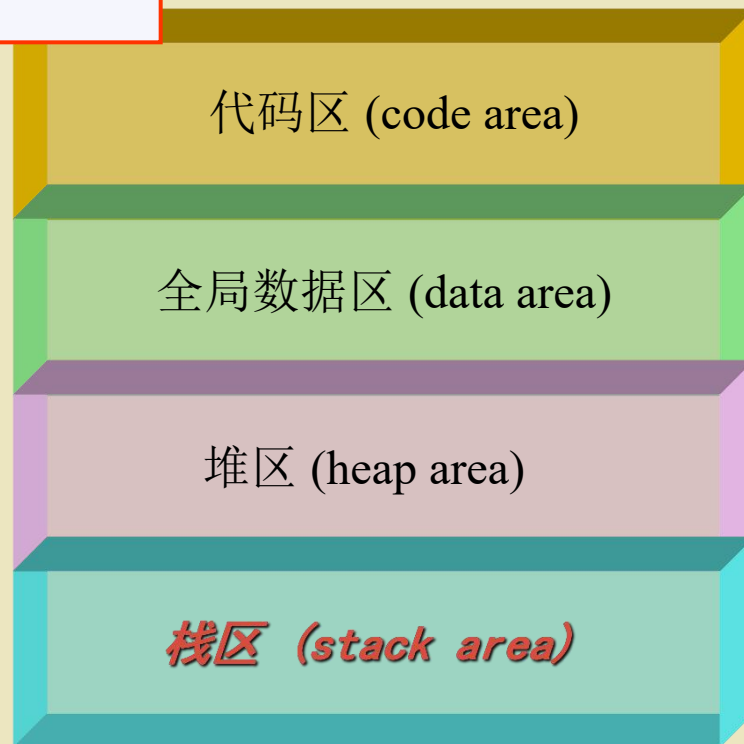 代码区 (code area)
全局数据区 (data area)
堆区 (heap area)
栈区 (stack area)